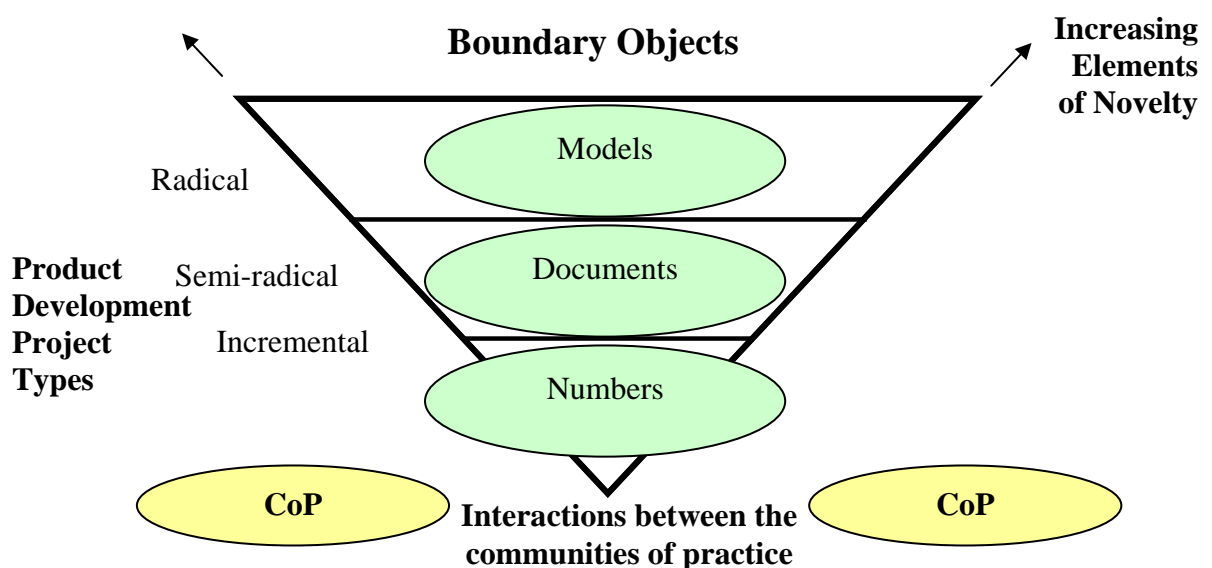 Boundary Objects
Increasing
Elements
of Novelty
Models
Radical
Documents
Semi-radical
Product
Development
Project
Types
Incremental
Numbers
CoP
CoP
Interactions between the
communities of practice